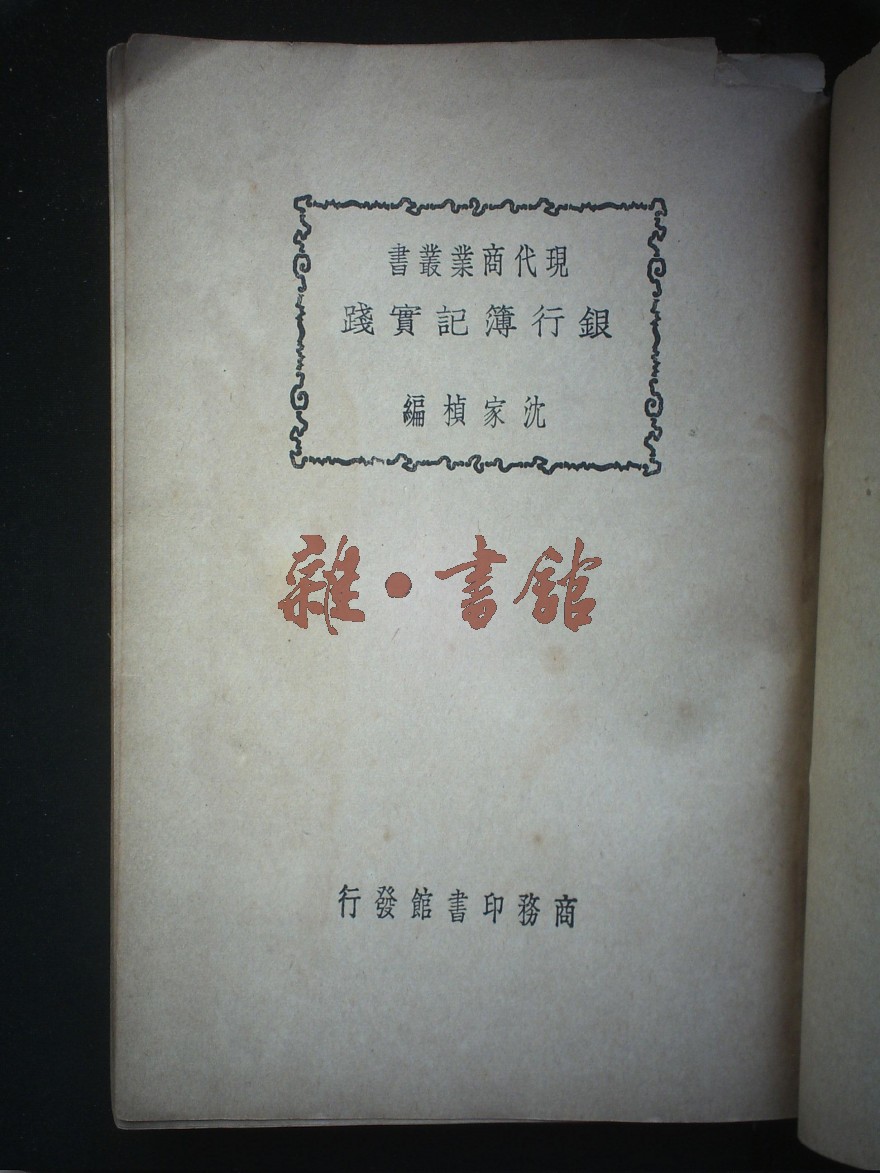 現代商業叢書
銀行簿記實踐
沈家楨編
雜·書館
商務印書館發行